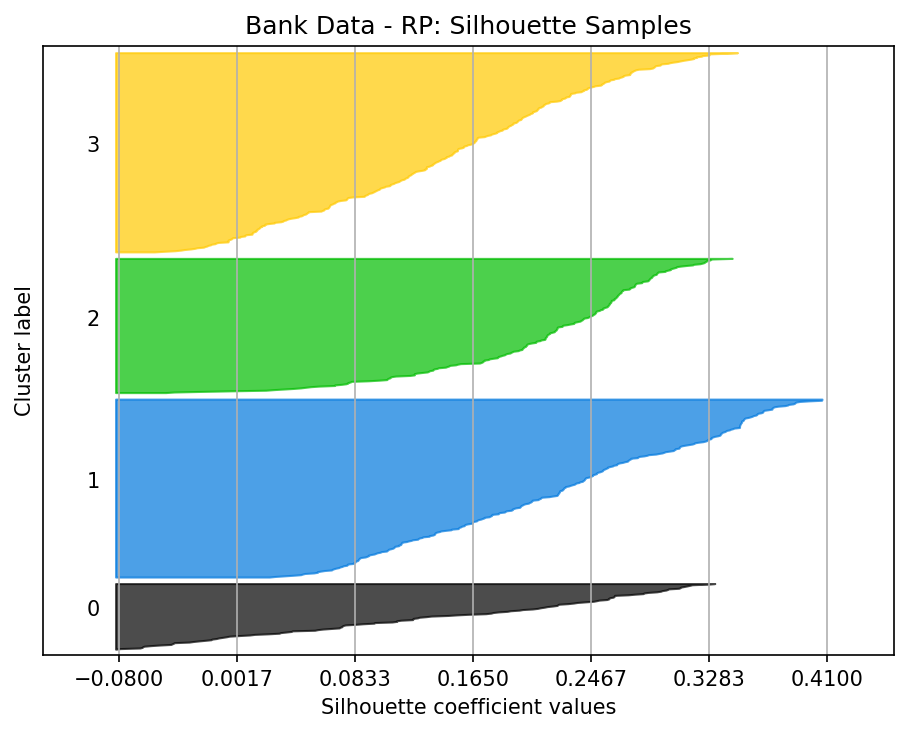 Bank Data - RP: Silhouette Samples
Cluster label
3
2
1
0
−0.0800 0.0017 0.0833 0.1650 0.2467 0.3283 0.4100
Silhouette coefficient values